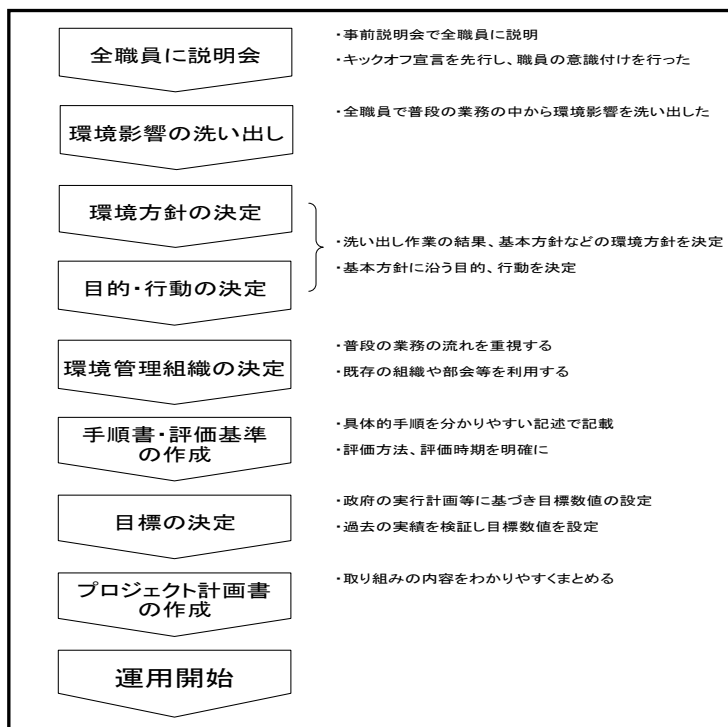 全職員に説明会
・事前説明会で全職員に説明
・キックオフ宣言を先行し、職員の意識付けを行った
環境影響の洗い出し
・全職員で普段の業務の中から環境影響を洗い出した
環境方針の決定
目的・行動の決定
・洗い出し作業の結果、基本方針などの環境方針を決定
・基本方針に沿う目的、行動を決定
環境管理組織の決定
・普段の業務の流れを重視する
・既存の組織や部会等を利用する
手順書・評価基準
の作成
・具体的手順を分かりやすい記述で記載
・評価方法、評価時期を明確に
目標の決定
・政府の実行計画等に基づき目標数値の設定
・過去の実績を検証し目標数値を設定
プロジェクト計画書
の作成
・取り組みの内容をわかりやすくまとめる
運用開始